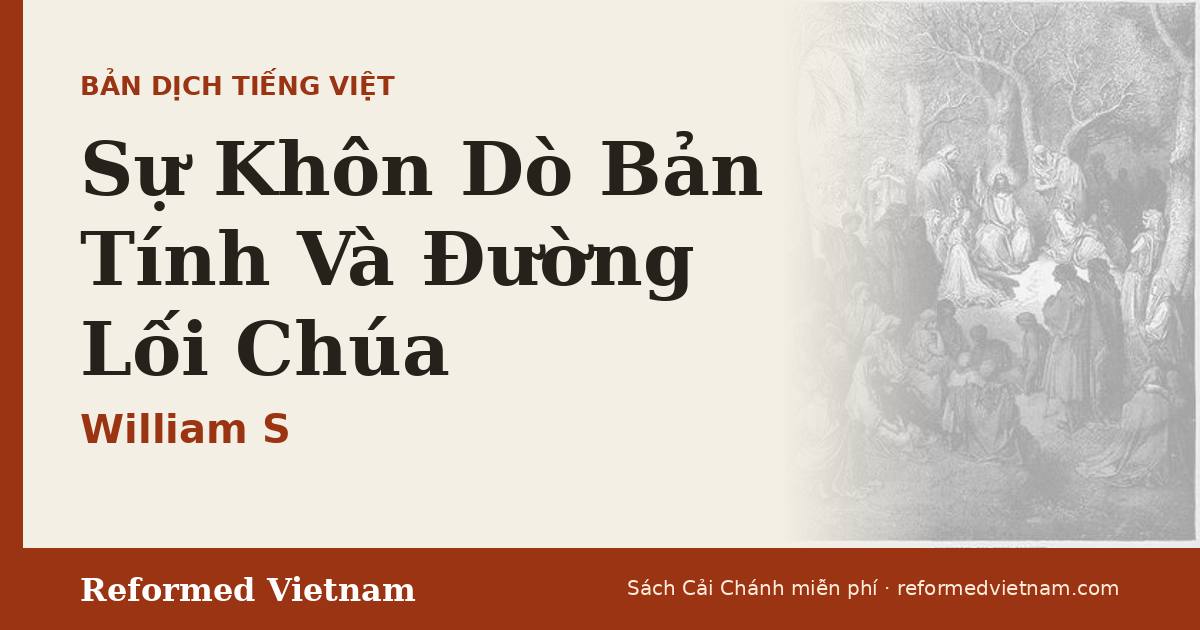 BẢN DỊCH TIẾNG VIỆT
Sự Khôn Dò Bản
Tính Và Đường
Lối Chúa
William S
Reformed Vietnam
Sách Cải Chánh miễn phí · reformedvietnam.com